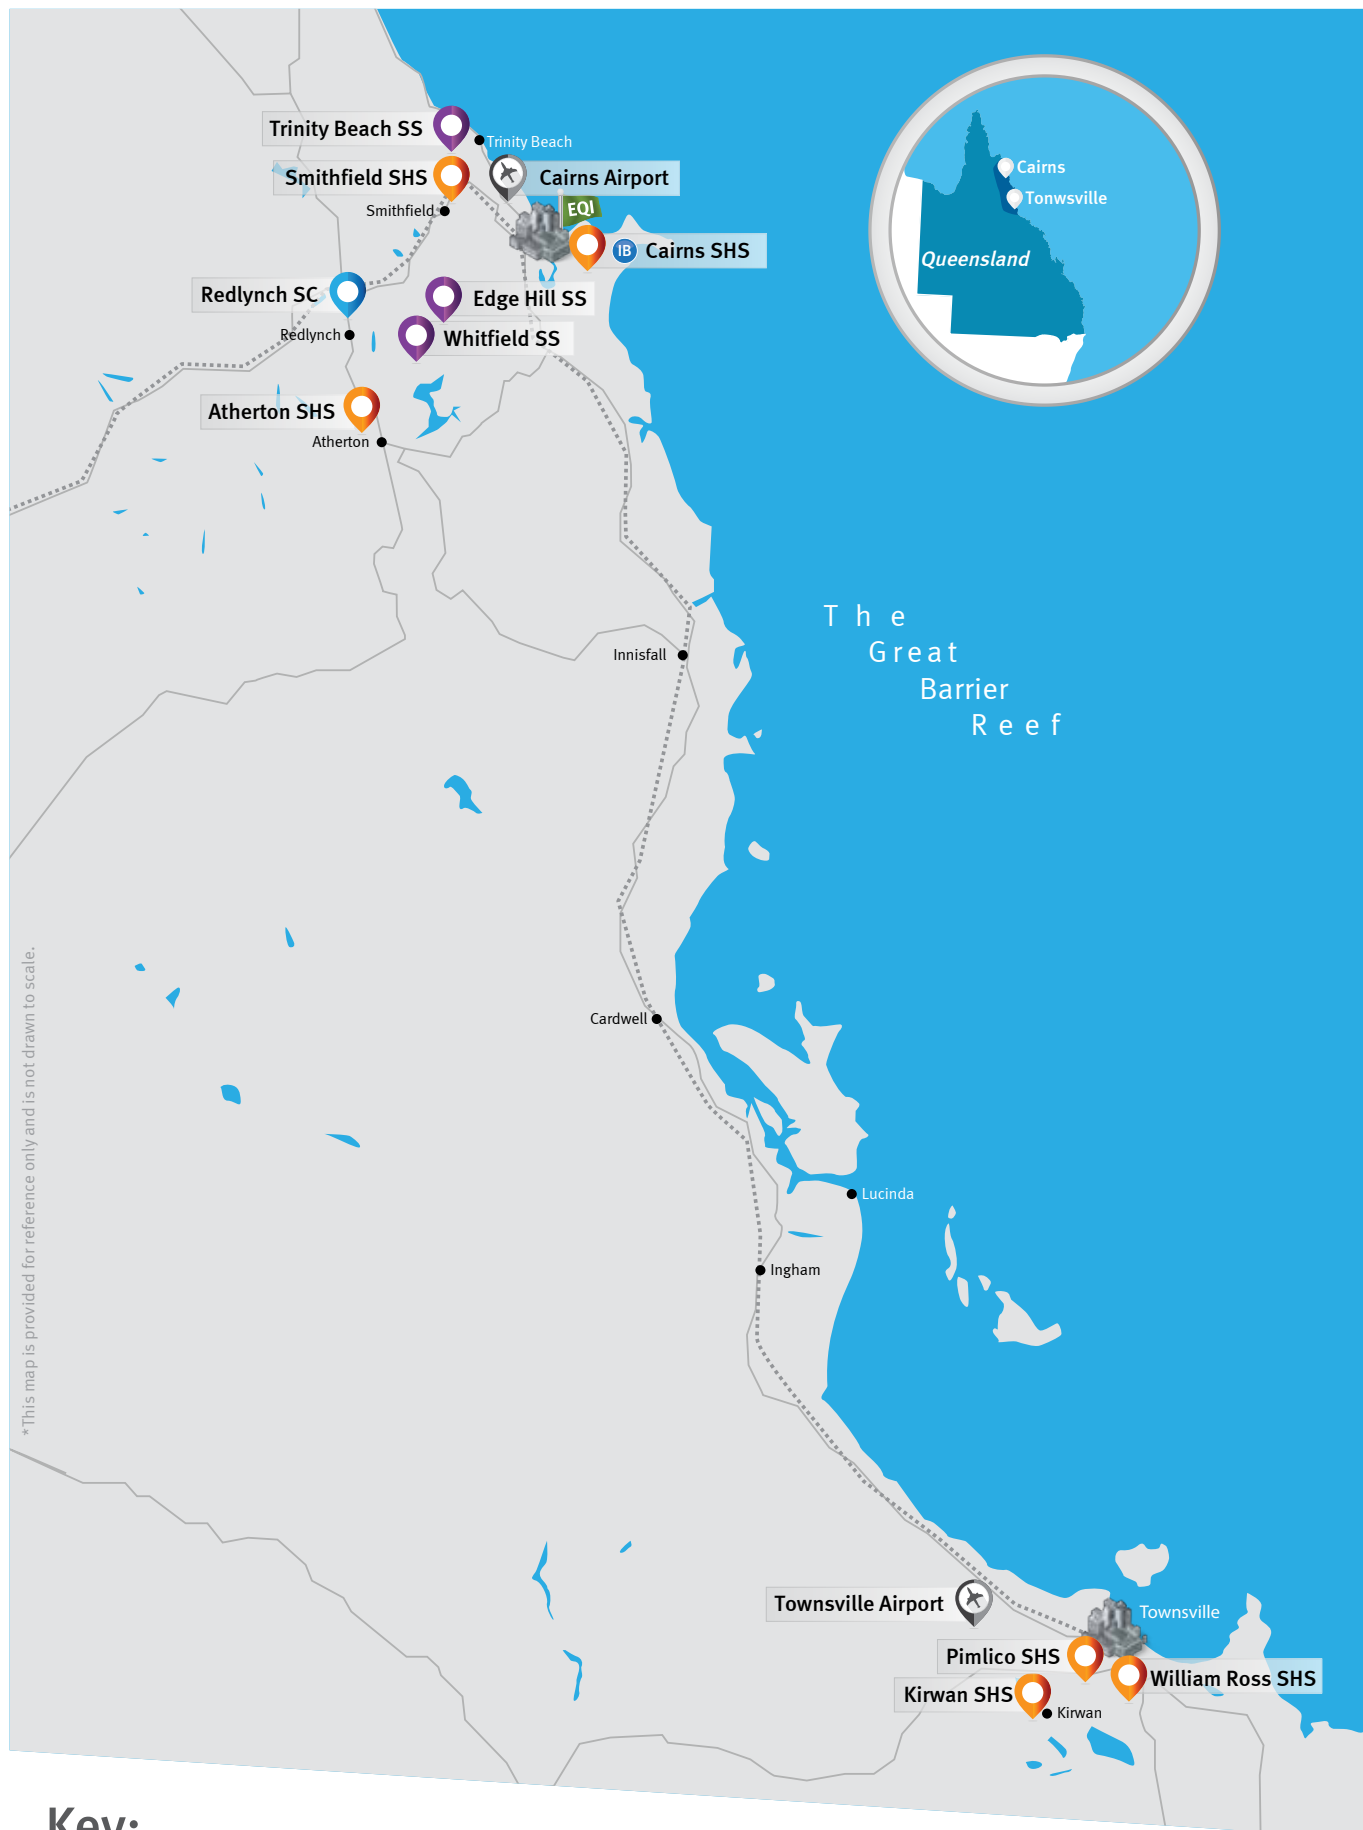 Trinity Beach SS
Trinity Beach
Smithfield SHS
Cairns Airport
Smithfield
EQI
IB Cairns SHS
Redlynch SC
Edge Hill SS
Redlynch
Whitfield SS
Atherton SHS
Atherton
Cairns
Tonwsville
Queensland
The
Great
Barrier
Reef
Innisfall
Cardwell
Lucinda
Ingham
*This map is provided for reference only and is not drawn to scale.
Townsville Airport
Townsville
Pimlico SHS
William Ross SHS
Kirwan SHS
Kirwan
Key: